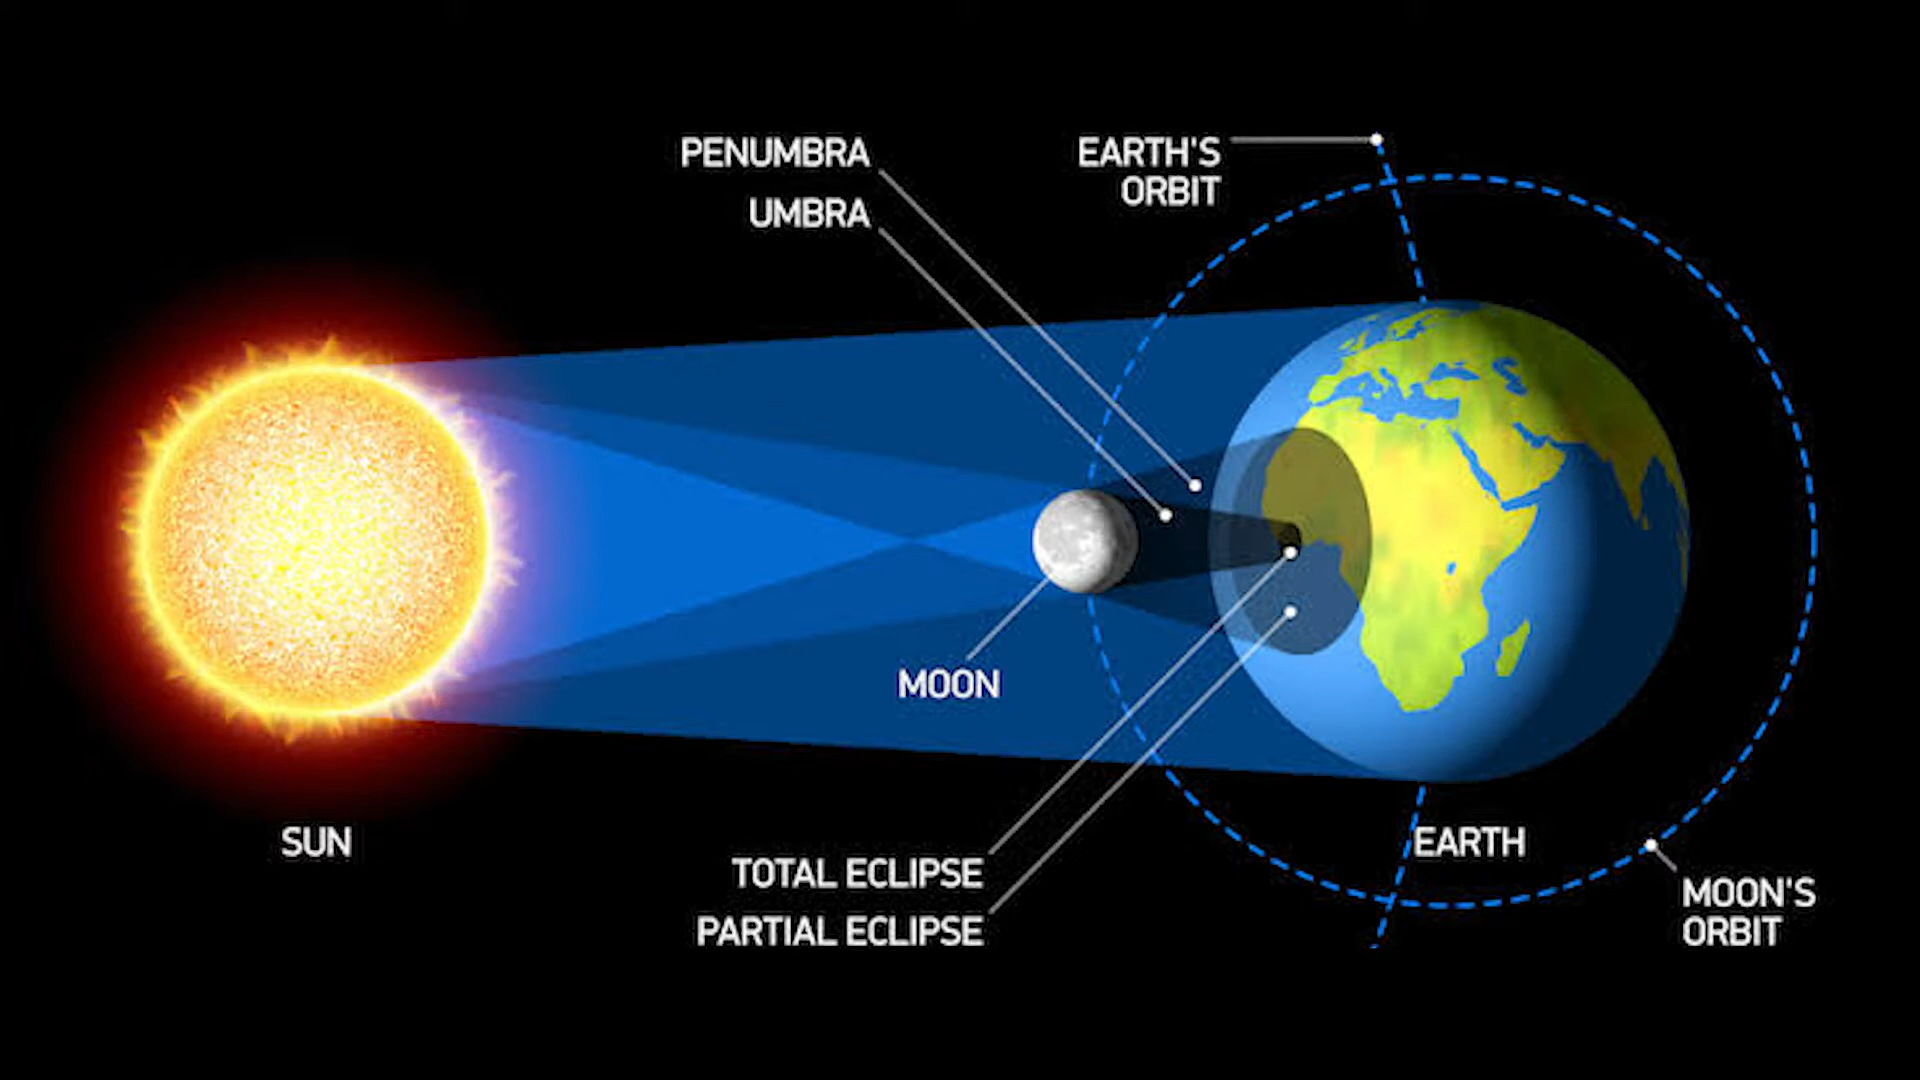 PENUMBRA
UMBRA
EARTH'S
ORBIT
MOON
SUN
TOTAL ECLIPSE
PARTIAL ECLIPSE
EARTH
MOON'S
ORBIT